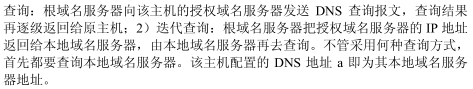 查询：根域名服务器向该主机的授权域名服务器发送 DNS 查询报文，查询结果
再逐级返回给原主机；2）迭代查询：根域名服务器把授权域名服务器的 IP 地址
返回给本地域名服务器，由本地域名服务器再去查询。不管采用何种查询方式，
首先都要查询本地域名服务器。该主机配置的 DNS 地址 a 即为其本地域名服务
器地址。